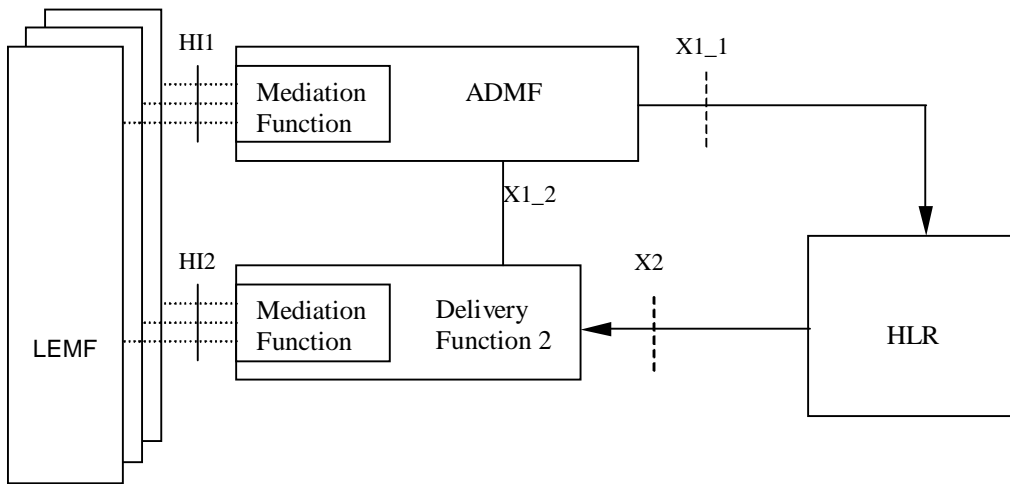 HI1
X1_1
Mediation
Function
ADMF
X1_2
HI2
X2
Mediation
Function
Delivery
Function 2
LEMF
HLR